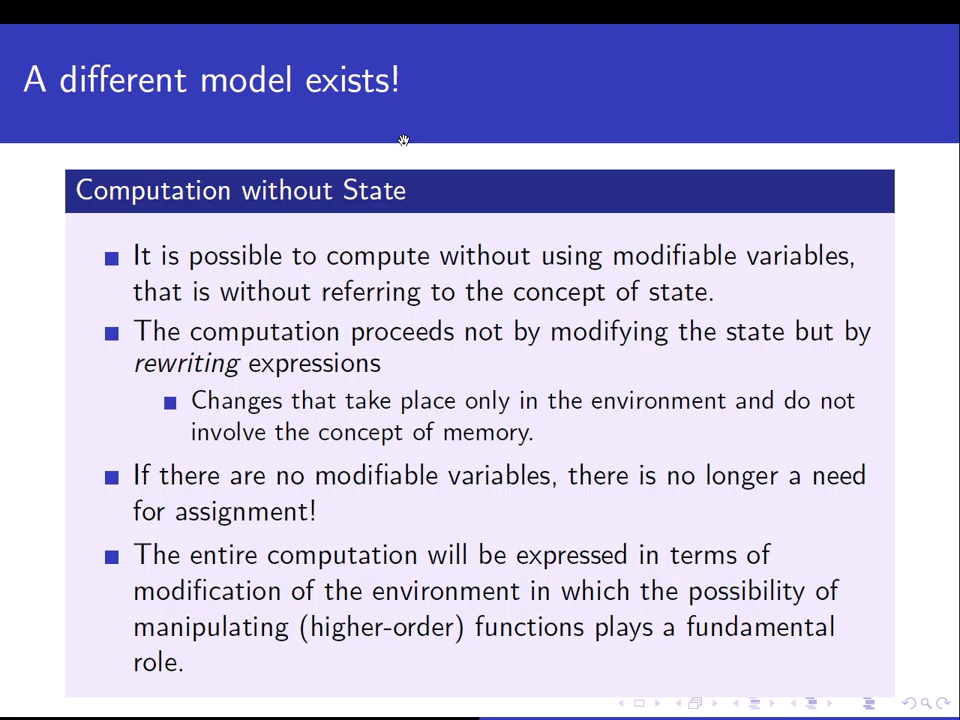 A different model exists!
Computation without State
It is possible to compute without using modifiable variables,
that is without referring to the concept of state.
The computation proceeds not by modifying the state but by
rewriting expressions
Changes that take place only in the environment and do not
involve the concept of memory.
If there are no modifiable variables, there is no longer a need
for assignment!
The entire computation will be expressed in terms of
modification of the environment in which the possibility of
manipulating (higher-order) functions plays a fundamental
role.